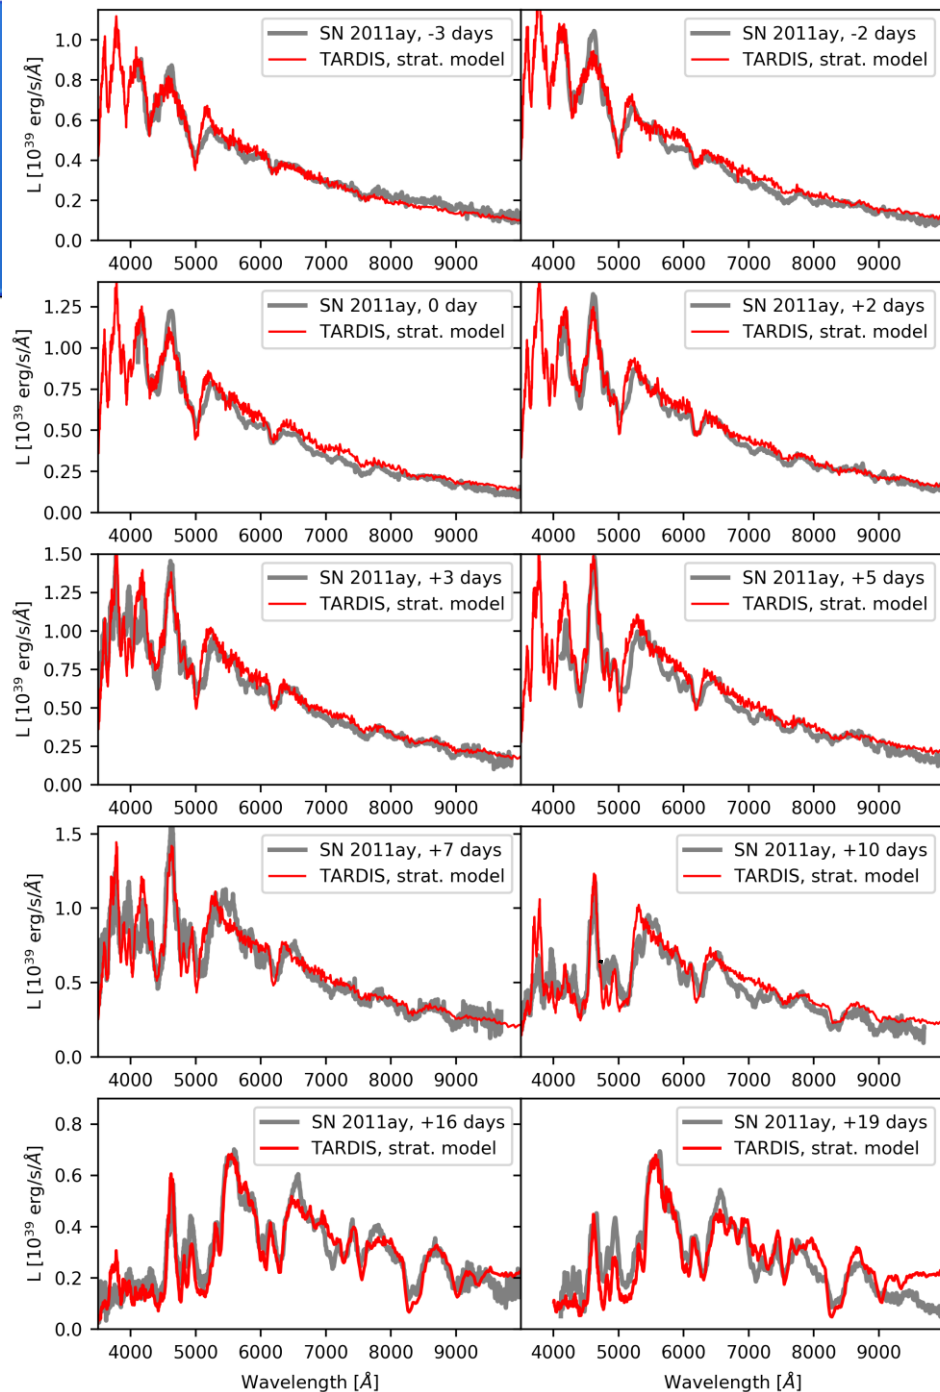 SN 2011ay, -3 days
TARDIS, strat. model
SN 2011ay, -2 days
TARDIS, strat. model
L [10³⁹ erg/s/Å]
1.0
0.8
0.6
0.4
0.2
0.0
4000 5000 6000 7000 8000 9000
4000 5000 6000 7000 8000 9000
SN 2011ay, 0 day
TARDIS, strat. model
SN 2011ay, +2 days
TARDIS, strat. model
L [10³⁹ erg/s/Å]
1.25
1.00
0.75
0.50
0.25
0.00
4000 5000 6000 7000 8000 9000
4000 5000 6000 7000 8000 9000
SN 2011ay, +3 days
TARDIS, strat. model
SN 2011ay, +5 days
TARDIS, strat. model
L [10³⁹ erg/s/Å]
1.50
1.25
1.00
0.75
0.50
0.25
0.00
4000 5000 6000 7000 8000 9000
4000 5000 6000 7000 8000 9000
SN 2011ay, +7 days
TARDIS, strat. model
SN 2011ay, +10 days
TARDIS, strat. model
L [10³⁹ erg/s/Å]
1.5
1.0
0.5
0.0
4000 5000 6000 7000 8000 9000
4000 5000 6000 7000 8000 9000
SN 2011ay, +16 days
TARDIS, strat. model
SN 2011ay, +19 days
TARDIS, strat. model
L [10³⁹ erg/s/Å]
0.8
0.6
0.4
0.2
0.0
4000 5000 6000 7000 8000 9000
4000 5000 6000 7000 8000 9000
Wavelength [Å]
Wavelength [Å]